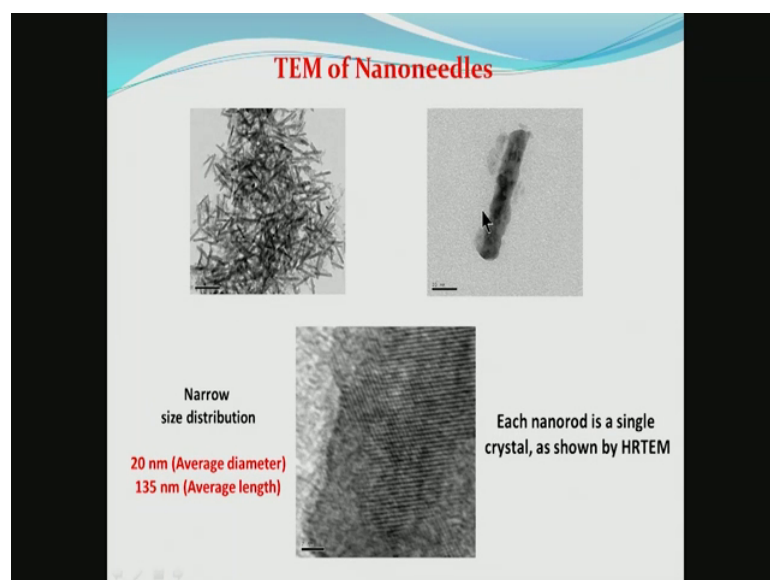 TEM of Nanoneedles
Narrow
size distribution
20 nm (Average diameter)
135 nm (Average length)
Each nanorod is a single
crystal, as shown by HRTEM